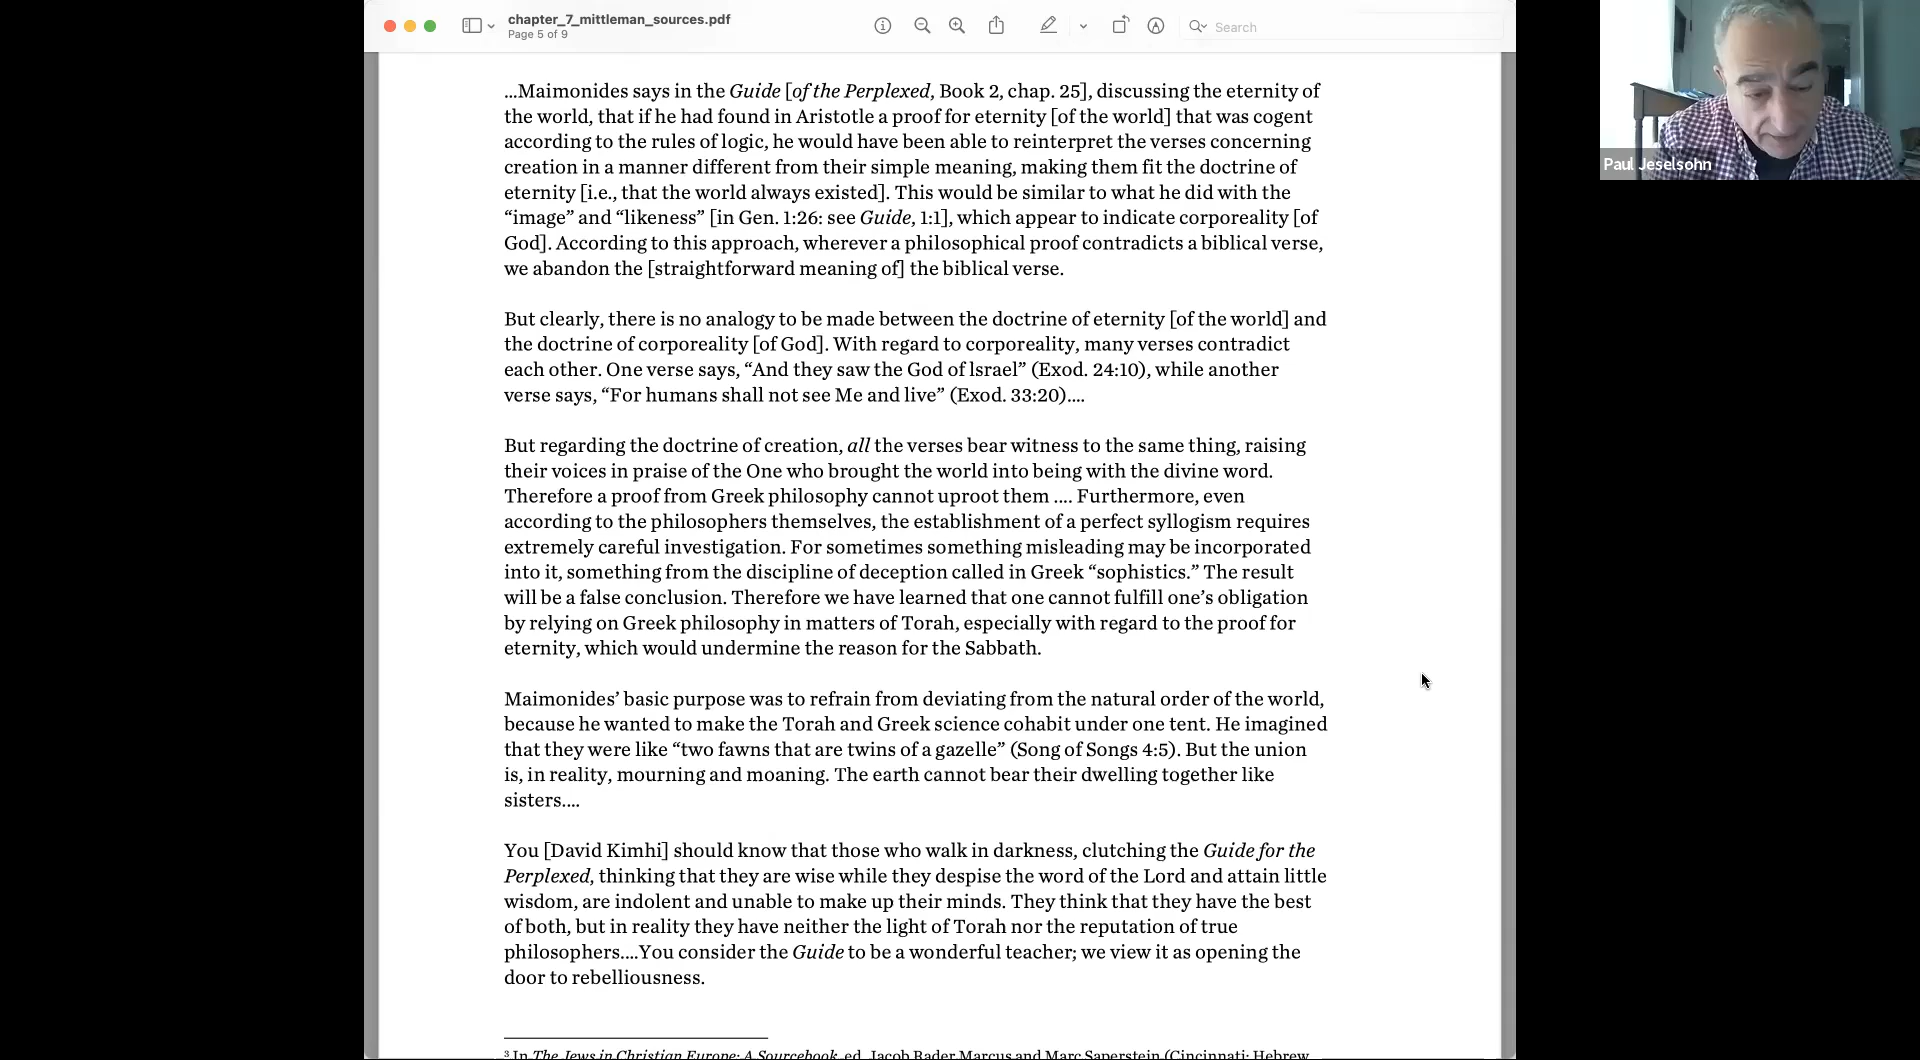 chapter_7_mittleman_sources.pdf
Page 5 of 9
Search
Paul Jeselsohn
...Maimonides says in the Guide [of the Perplexed, Book 2, chap. 25], discussing the eternity of
the world, that if he had found in Aristotle a proof for eternity [of the world] that was cogent
according to the rules of logic, he would have been able to reinterpret the verses concerning
creation in a manner different from their simple meaning, making them fit the doctrine of
eternity [i.e., that the world always existed]. This would be similar to what he did with the
“image” and “likeness” [in Gen. 1:26: see Guide, 1:1], which appear to indicate corporeality [of
God]. According to this approach, wherever a philosophical proof contradicts a biblical verse,
we abandon the [straightforward meaning of] the biblical verse.
But clearly, there is no analogy to be made between the doctrine of eternity [of the world] and
the doctrine of corporeality [of God]. With regard to corporeality, many verses contradict
each other. One verse says, “And they saw the God of lsrael” (Exod. 24:10), while another
verse says, “For humans shall not see Me and live” (Exod. 33:20)....
But regarding the doctrine of creation, all the verses bear witness to the same thing, raising
their voices in praise of the One who brought the world into being with the divine word.
Therefore a proof from Greek philosophy cannot uproot them .... Furthermore, even
according to the philosophers themselves, the establishment of a perfect syllogism requires
extremely careful investigation. For sometimes something misleading may be incorporated
into it, something from the discipline of deception called in Greek “sophistics.” The result
will be a false conclusion. Therefore we have learned that one cannot fulfill one’s obligation
by relying on Greek philosophy in matters of Torah, especially with regard to the proof for
eternity, which would undermine the reason for the Sabbath.
Maimonides’ basic purpose was to refrain from deviating from the natural order of the world,
because he wanted to make the Torah and Greek science cohabit under one tent. He imagined
that they were like “two fawns that are twins of a gazelle” (Song of Songs 4:5). But the union
is, in reality, mourning and moaning. The earth cannot bear their dwelling together like
sisters....
You [David Kimhi] should know that those who walk in darkness, clutching the Guide for the
Perplexed, thinking that they are wise while they despise the word of the Lord and attain little
wisdom, are indolent and unable to make up their minds. They think that they have the best
of both, but in reality they have neither the light of Torah nor the reputation of true
philosophers....You consider the Guide to be a wonderful teacher; we view it as opening the
door to rebelliousness.
3 In The Jews in Christian Europe: A Sourcebook, ed. Jacob Rader Marcus and Marc Saperstein (Cincinnati: Hebrew